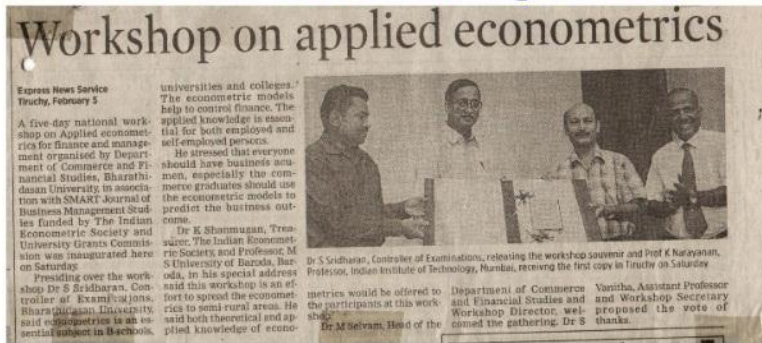 Workshop on applied econometrics
Express News Service
Tiruchy, February 5
A five-day national work-
shop on Applied economet-
rics for finance and manage-
ment organised by Depart-
ment of Commerce and Fi-
nancial Studies, Bharathi-
dasan University, in associa-
tion with SMART Journal of
Business Management Stud-
ies funded by The Indian
Econometric Society and
University Grants Commis-
sion was inaugurated here
on Saturday.
Presiding over the work-
shop Dr S Sridharan, Con-
troller of Examinations,
Bharathidasan University,
said econometrics is an es-
sential subject in B-schools,
universities and colleges.
The econometric models
help to control finance. The
applied knowledge is essen-
tial for both employed and
self-employed persons.
He stressed that everyone
should have business acu-
men, especially the com-
merce graduates should use
the econometric models to
predict the business out-
come.
Dr K Shanmugan, Trea-
surer, The Indian Economet-
ric Society, and Professor, M
S University of Baroda, Bar-
oda, in his special address
said this workshop is an ef-
fort to spread the economet-
rics to semi-rural areas. He
said both theoretical and ap-
plied knowledge of econo-
Dr S Sridharan, Controller of Examinations, releasing the workshop souvenir and Prof K Narayanan,
Professor, Indian Institute of Technology, Mumbai, receiving the first copy in Tiruchy on Saturday.
metrics would be offered to
the participants at this work-
shop.
Dr M Selvam, Head of the
Department of Commerce
and Financial Studies and
Workshop Director, wel-
comed the gathering. Dr S
Vanitha, Assistant Professor
and Workshop Secretary
proposed the vote of
thanks.